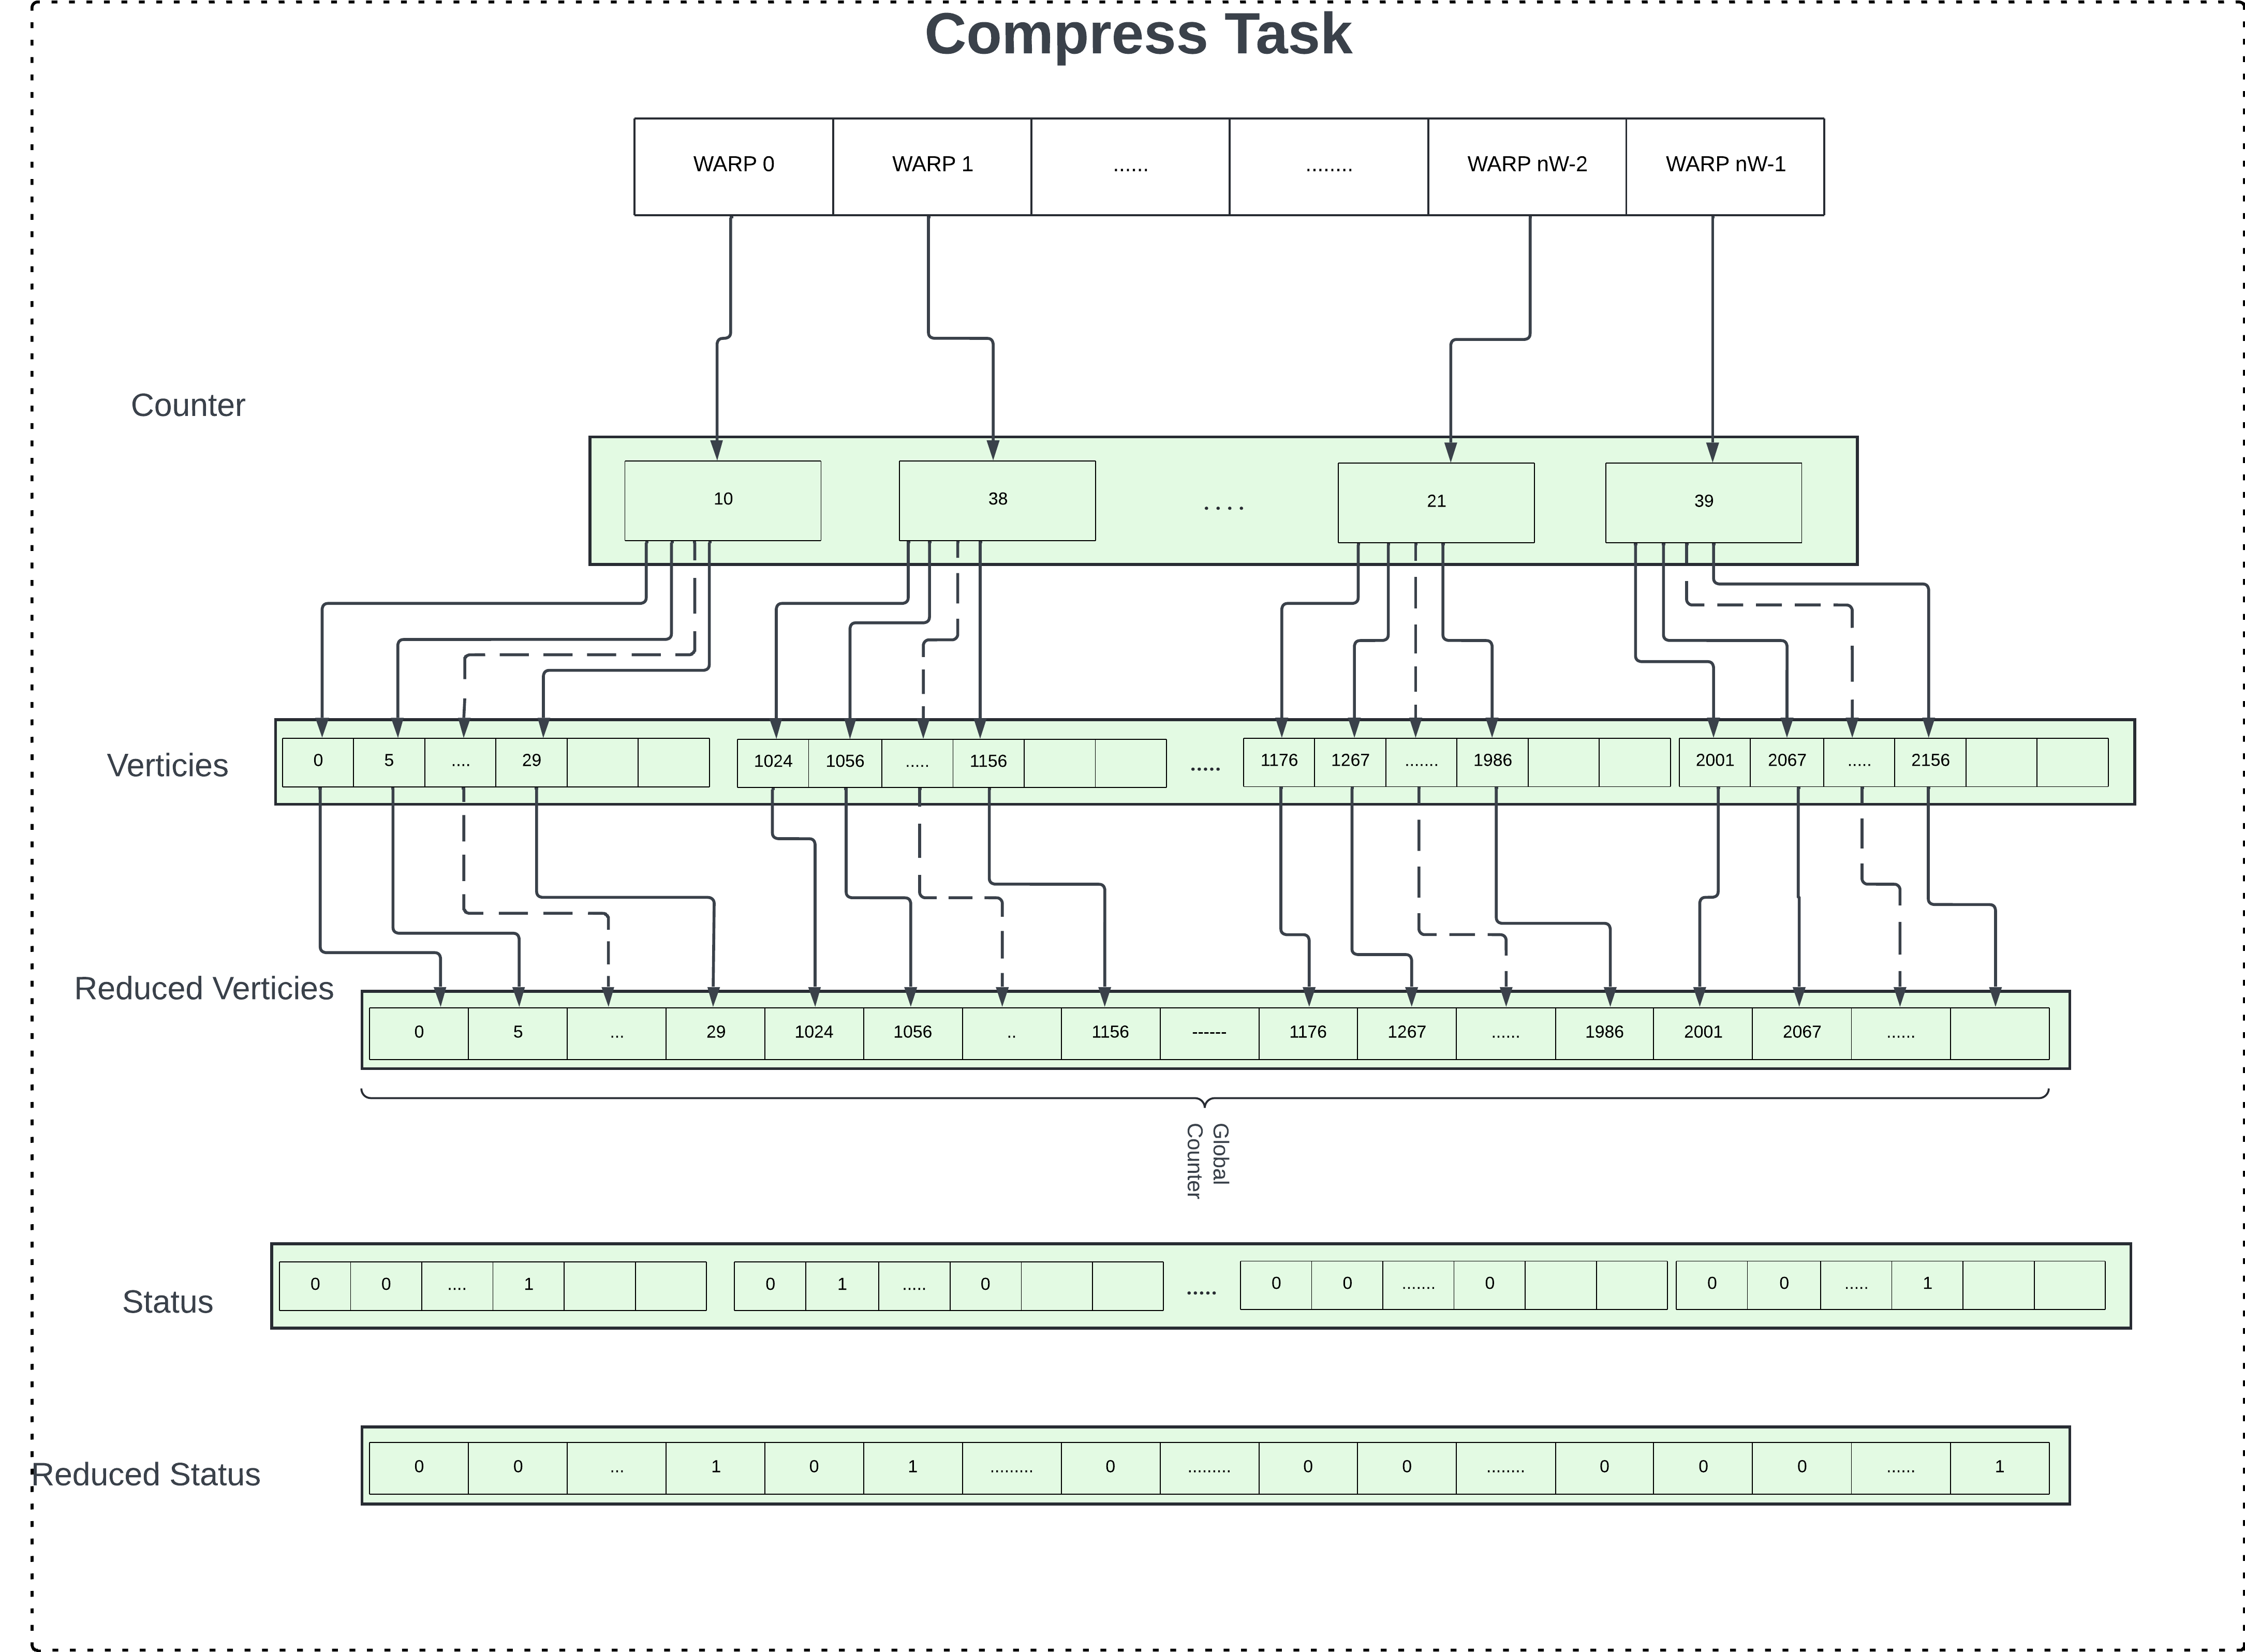 Compress Task
WARP 0 WARP 1 ...... ........ WARP nW-2 WARP nW-1
Counter
10 38 .... 21 39
Verticies
0 5 .... 29 1024 1056 ..... 1156 ..... 1176 1267 ....... 1986 2001 2067 ..... 2156
Reduced Verticies
0 5 ... 29 1024 1056 .. 1156 ------ 1176 1267 ...... 1986 2001 2067 ......
Global
Counter
Status
0 0 .... 1 0 1 ..... 0 ..... 0 0 ....... 0 0 0 ..... 1
Reduced Status
0 0 ... 1 0 1 ......... 0 ......... 0 0 ........ 0 0 0 ...... 1